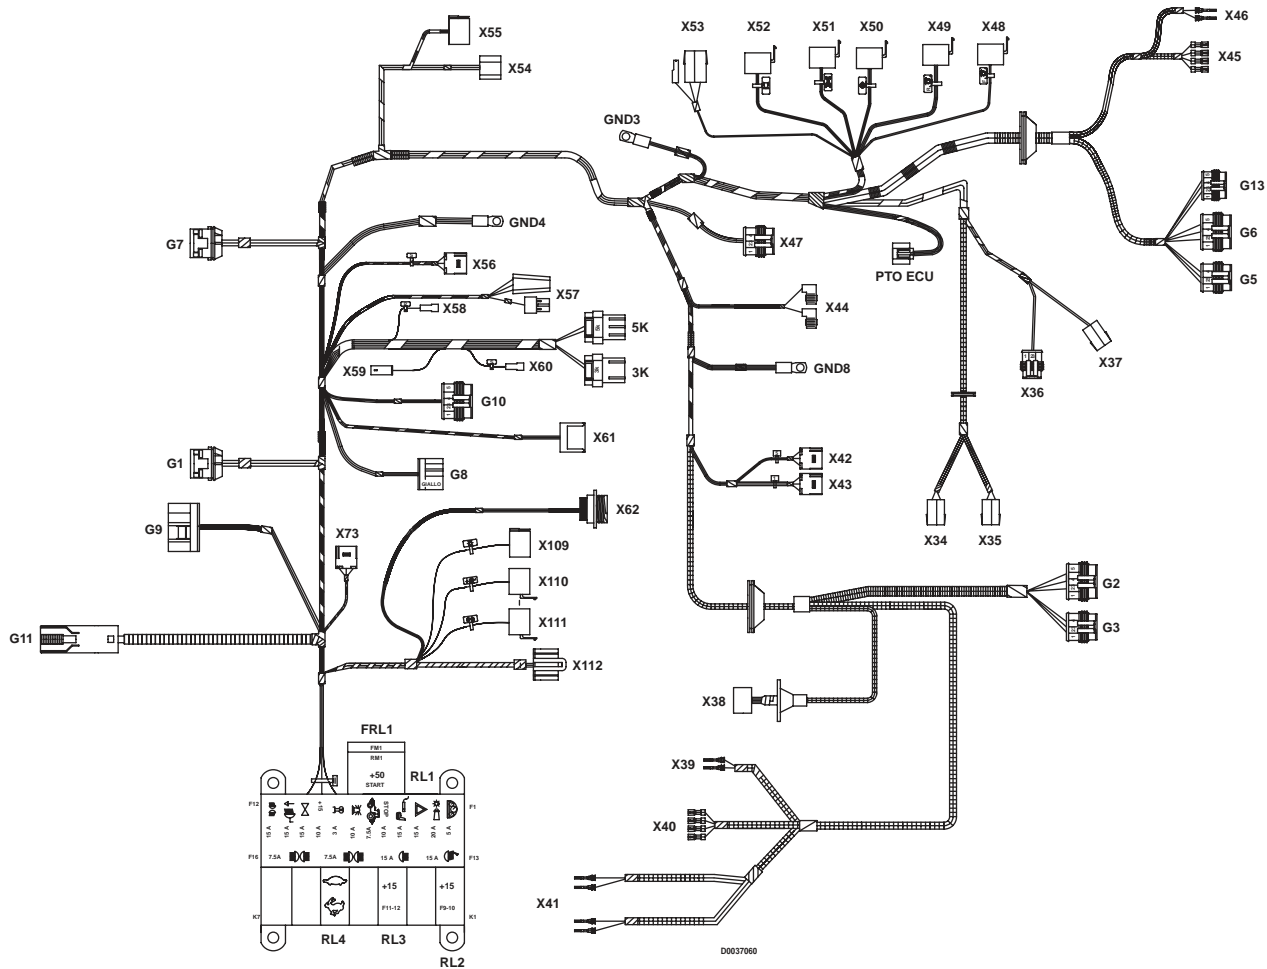 X55
X54
X53
X52
X51
X50
X49
X48
X46
X45
GND3
G13
G6
G5
G7
GND4
X56
X57
X58
X47
PTO ECU
X44
5K
5K
3K
3K
X59
X60
GND8
X37
X36
G10
X61
G1
G8
GIALLO
X42
X43
G9
X73
X62
X34
X35
X109
X110
X111
G2
G3
G11
X112
X38
FRL1
FM1
RM1
+50
START
RL1
X39
F12
F1
+15
STOP
15 A
15 A
15 A
10 A
3 A
10 A
7.5A
10 A
15 A
15 A
20 A
5 A
X40
F16
7.5A
7.5A
15 A
15 A
F13
+15
+15
F11-12
F9-10
K7
K1
X41
RL4
RL3
RL2
D0037060